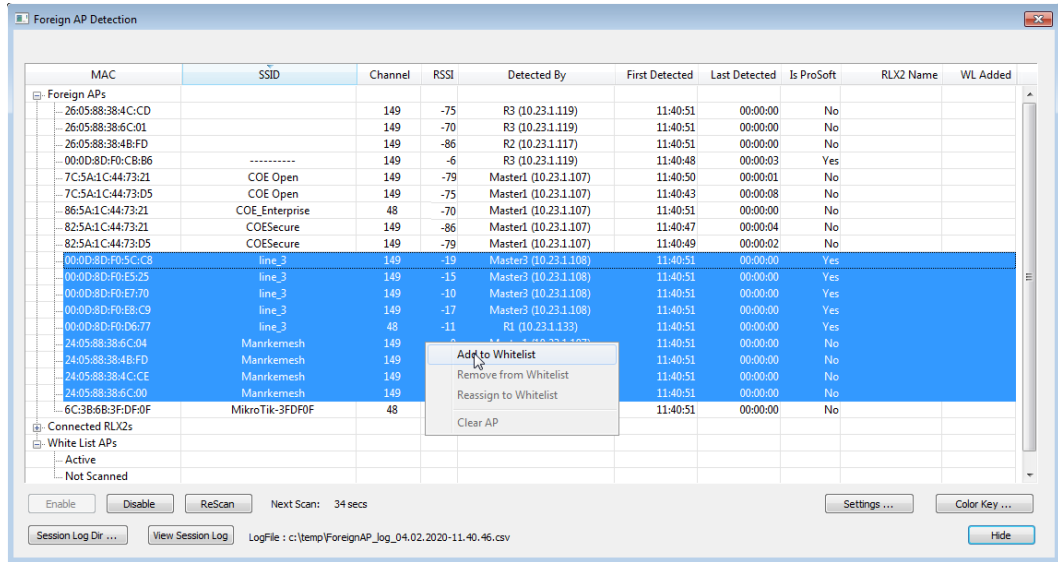 Foreign AP Detection
MAC SSID Channel RSSI Detected By First Detected Last Detected Is ProSoft RLX2 Name WL Added
Foreign APs
26:05:88:38:4C:CD 149 -75 R3 (10.23.1.119) 11:40:51 00:00:00 No
26:05:88:38:6C:01 149 -70 R3 (10.23.1.119) 11:40:51 00:00:00 No
26:05:88:38:4B:FD 149 -86 R2 (10.23.1.117) 11:40:51 00:00:00 No
00:0D:8D:F0:CB:B6 ---------- 149 -6 R3 (10.23.1.119) 11:40:48 00:00:03 Yes
7C:5A:1C:44:73:21 COE Open 149 -79 Master1 (10.23.1.107) 11:40:50 00:00:01 No
7C:5A:1C:44:73:D5 COE Open 149 -75 Master1 (10.23.1.107) 11:40:43 00:00:08 No
86:5A:1C:44:73:21 COE_Enterprise 48 -70 Master1 (10.23.1.107) 11:40:51 00:00:00 No
82:5A:1C:44:73:21 COESecure 149 -86 Master1 (10.23.1.107) 11:40:47 00:00:04 No
82:5A:1C:44:73:D5 COESecure 149 -79 Master1 (10.23.1.107) 11:40:49 00:00:02 No
00:0D:8D:F0:5C:C8 line_3 149 -19 Master3 (10.23.1.108) 11:40:51 00:00:00 Yes
00:0D:8D:F0:E5:25 line_3 149 -15 Master3 (10.23.1.108) 11:40:51 00:00:00 Yes
00:0D:8D:F0:E7:70 line_3 149 -10 Master3 (10.23.1.108) 11:40:51 00:00:00 Yes
00:0D:8D:F0:E8:C9 line_3 149 -17 Master3 (10.23.1.108) 11:40:51 00:00:00 Yes
00:0D:8D:F0:D6:77 line_3 48 -11 R1 (10.23.1.133) 11:40:51 00:00:00 Yes
24:05:88:38:6C:04 Manrkemesh 149 11:40:51 00:00:00 No
24:05:88:38:4B:FD Manrkemesh 149 Add to Whitelist 11:40:51 00:00:00 No
24:05:88:38:4C:CE Manrkemesh 149 Remove from Whitelist 11:40:51 00:00:00 No
24:05:88:38:6C:00 Manrkemesh 149 Reassign to Whitelist 11:40:51 00:00:00 No
6C:3B:6B:3F:DF:0F MikroTik-3FDF0F 48 11:40:51 00:00:00 No
Connected RLX2s Clear AP
White List APs
Active
Not Scanned
Enable Disable ReScan Next Scan: 34 secs Settings ... Color Key ...
Session Log Dir ... View Session Log LogFile : c:\temp\ForeignAP_log_04.02.2020-11.40.46.csv Hide